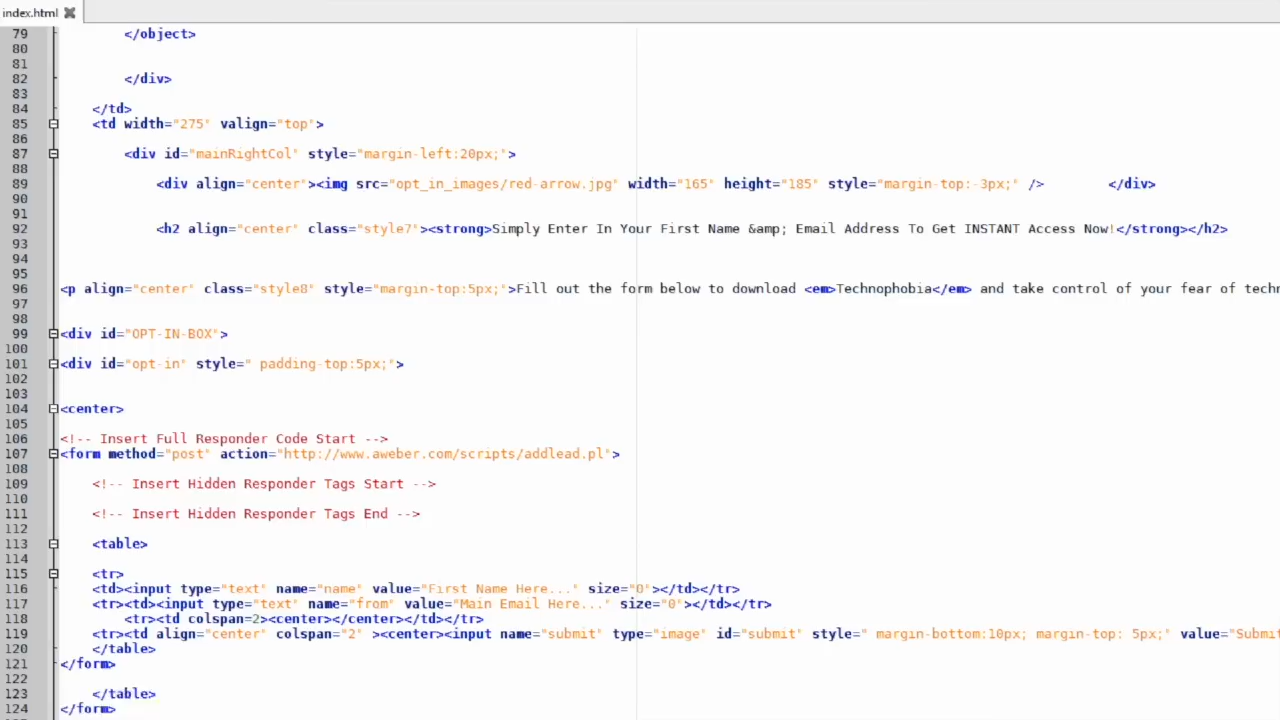 index.html
79 </object>
80
81
82 </div>
83
84 </td>
85 <td width="275" valign="top">
86
87 <div id="mainRightCol" style="margin-left:20px;">
88
89 <div align="center"><img src="opt_in_images/red-arrow.jpg" width="165" height="185" style="margin-top:-3px;" /> </div>
90
91
92 <h2 align="center" class="style7"><strong>Simply Enter In Your First Name &amp; Email Address To Get INSTANT Access Now!</strong></h2>
93
94
95
96 <p align="center" class="style8" style="margin-top:5px;">Fill out the form below to download <em>Technophobia</em> and take control of your fear of techn
97
98
99 <div id="OPT-IN-BOX">
100
101 <div id="opt-in" style=" padding-top:5px;">
102
103
104 <center>
105
106 <!-- Insert Full Responder Code Start -->
107 <form method="post" action="http://www.aweber.com/scripts/addlead.pl">
108
109 <!-- Insert Hidden Responder Tags Start -->
110
111 <!-- Insert Hidden Responder Tags End -->
112
113 <table>
114
115 <tr>
116 <td><input type="text" name="name" value="First Name Here..." size="0"></td></tr>
117 <tr><td><input type="text" name="from" value="Main Email Here..." size="0"></td></tr>
118 <tr><td colspan=2><center></center></td></tr>
119 <tr><td align="center" colspan="2" ><center><input name="submit" type="image" id="submit" style=" margin-bottom:10px; margin-top: 5px;" value="Submit
120 </table>
121 </form>
122
123 </table>
124 </form>